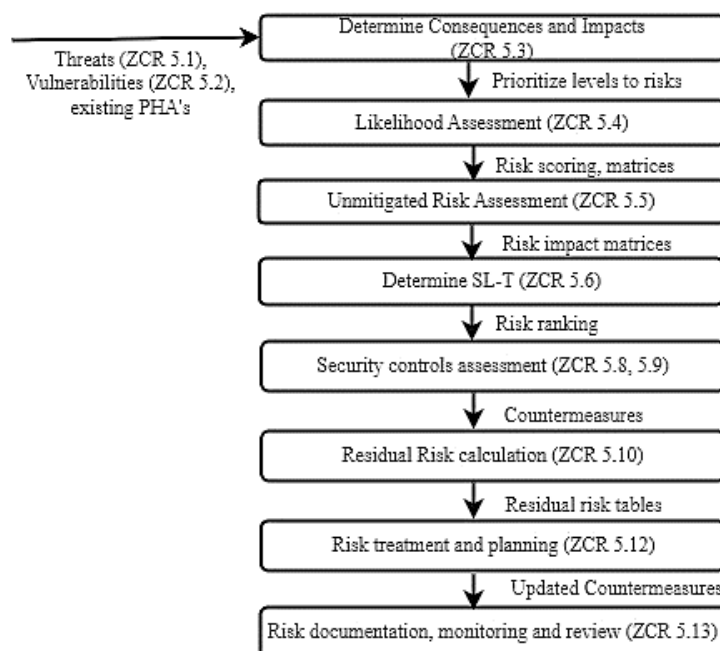 Determine Consequences and Impacts
(ZCR 5.3)
Threats (ZCR 5.1),
Vulnerabilities (ZCR 5.2),
existing PHA's
Prioritize levels to risks
Likelihood Assessment (ZCR 5.4)
Risk scoring, matrices
Unmitigated Risk Assessment (ZCR 5.5)
Risk impact matrices
Determine SL-T (ZCR 5.6)
Risk ranking
Security controls assessment (ZCR 5.8, 5.9)
Countermeasures
Residual Risk calculation (ZCR 5.10)
Residual risk tables
Risk treatment and planning (ZCR 5.12)
Updated Countermeasures
Risk documentation, monitoring and review (ZCR 5.13)